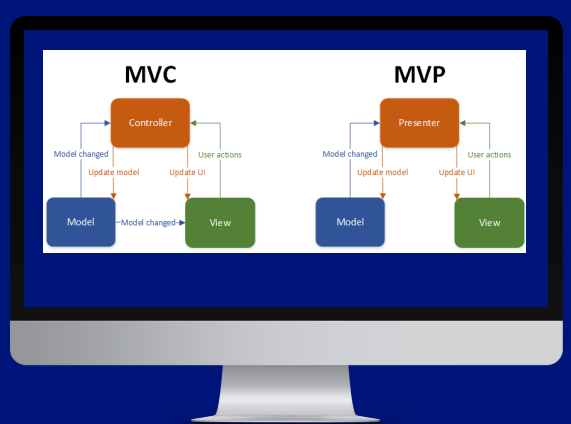 MVC
MVP
Controller
Presenter
Model changed
User actions
Model changed
User actions
Update model
Update UI
Update model
Update UI
Model
Model changed
View
Model
View